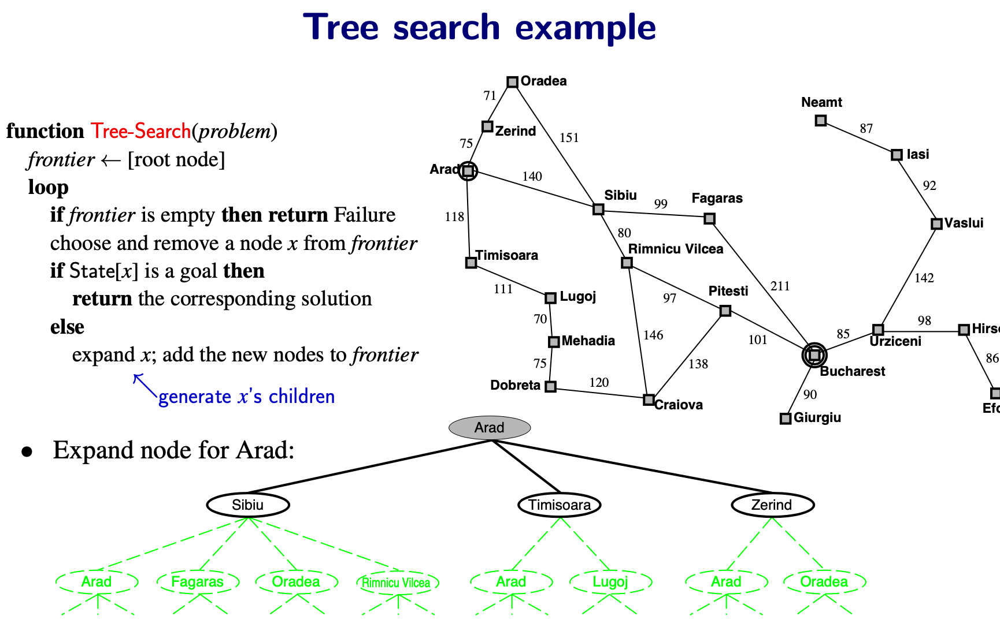 Tree search example
function Tree-Search(problem)
frontier ← [root node]
loop
if frontier is empty then return Failure
choose and remove a node x from frontier
if State[x] is a goal then
return the corresponding solution
else
expand x; add the new nodes to frontier
generate x's children
Oradea
71
Zerind
75
151
Arad
140
118
Sibiu
99
Fagaras
80
Timisoara
Rimnicu Vilcea
111
Lugoj
97
Pitesti
211
70
Mehadia
146
101
75
138
Dobreta
120
Craiova
Neamt
87
Iasi
92
Vaslui
142
98
Hirs
85
Urziceni
86
Bucharest
90
Giurgiu
Efo
• Expand node for Arad:
Arad
Sibiu
Timisoara
Zerind
Arad
Fagaras
Oradea
Rimnicu Vilcea
Arad
Lugoj
Arad
Oradea